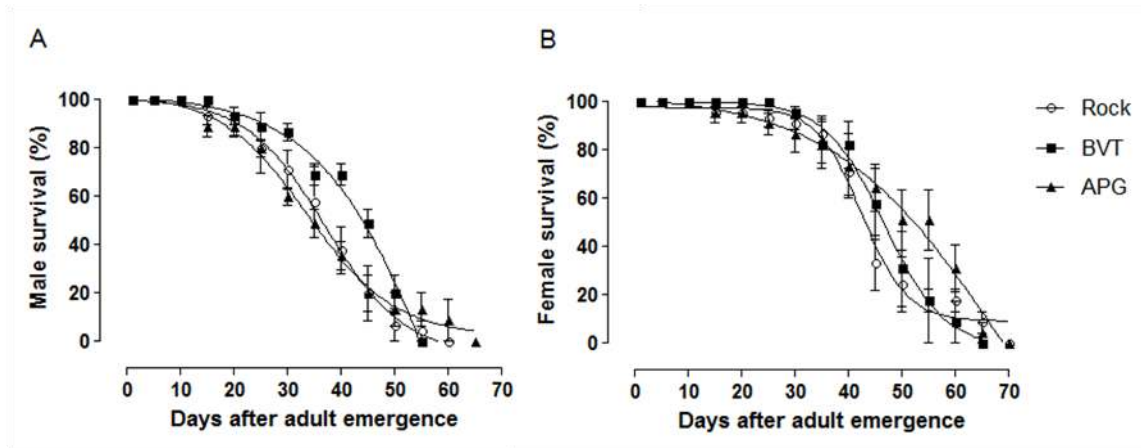 A
Male survival (%)
100
80
60
40
20
0
0 10 20 30 40 50 60 70
Days after adult emergence
B
Female survival (%)
100
80
60
40
20
0
0 10 20 30 40 50 60 70
Days after adult emergence
Rock
BVT
APG